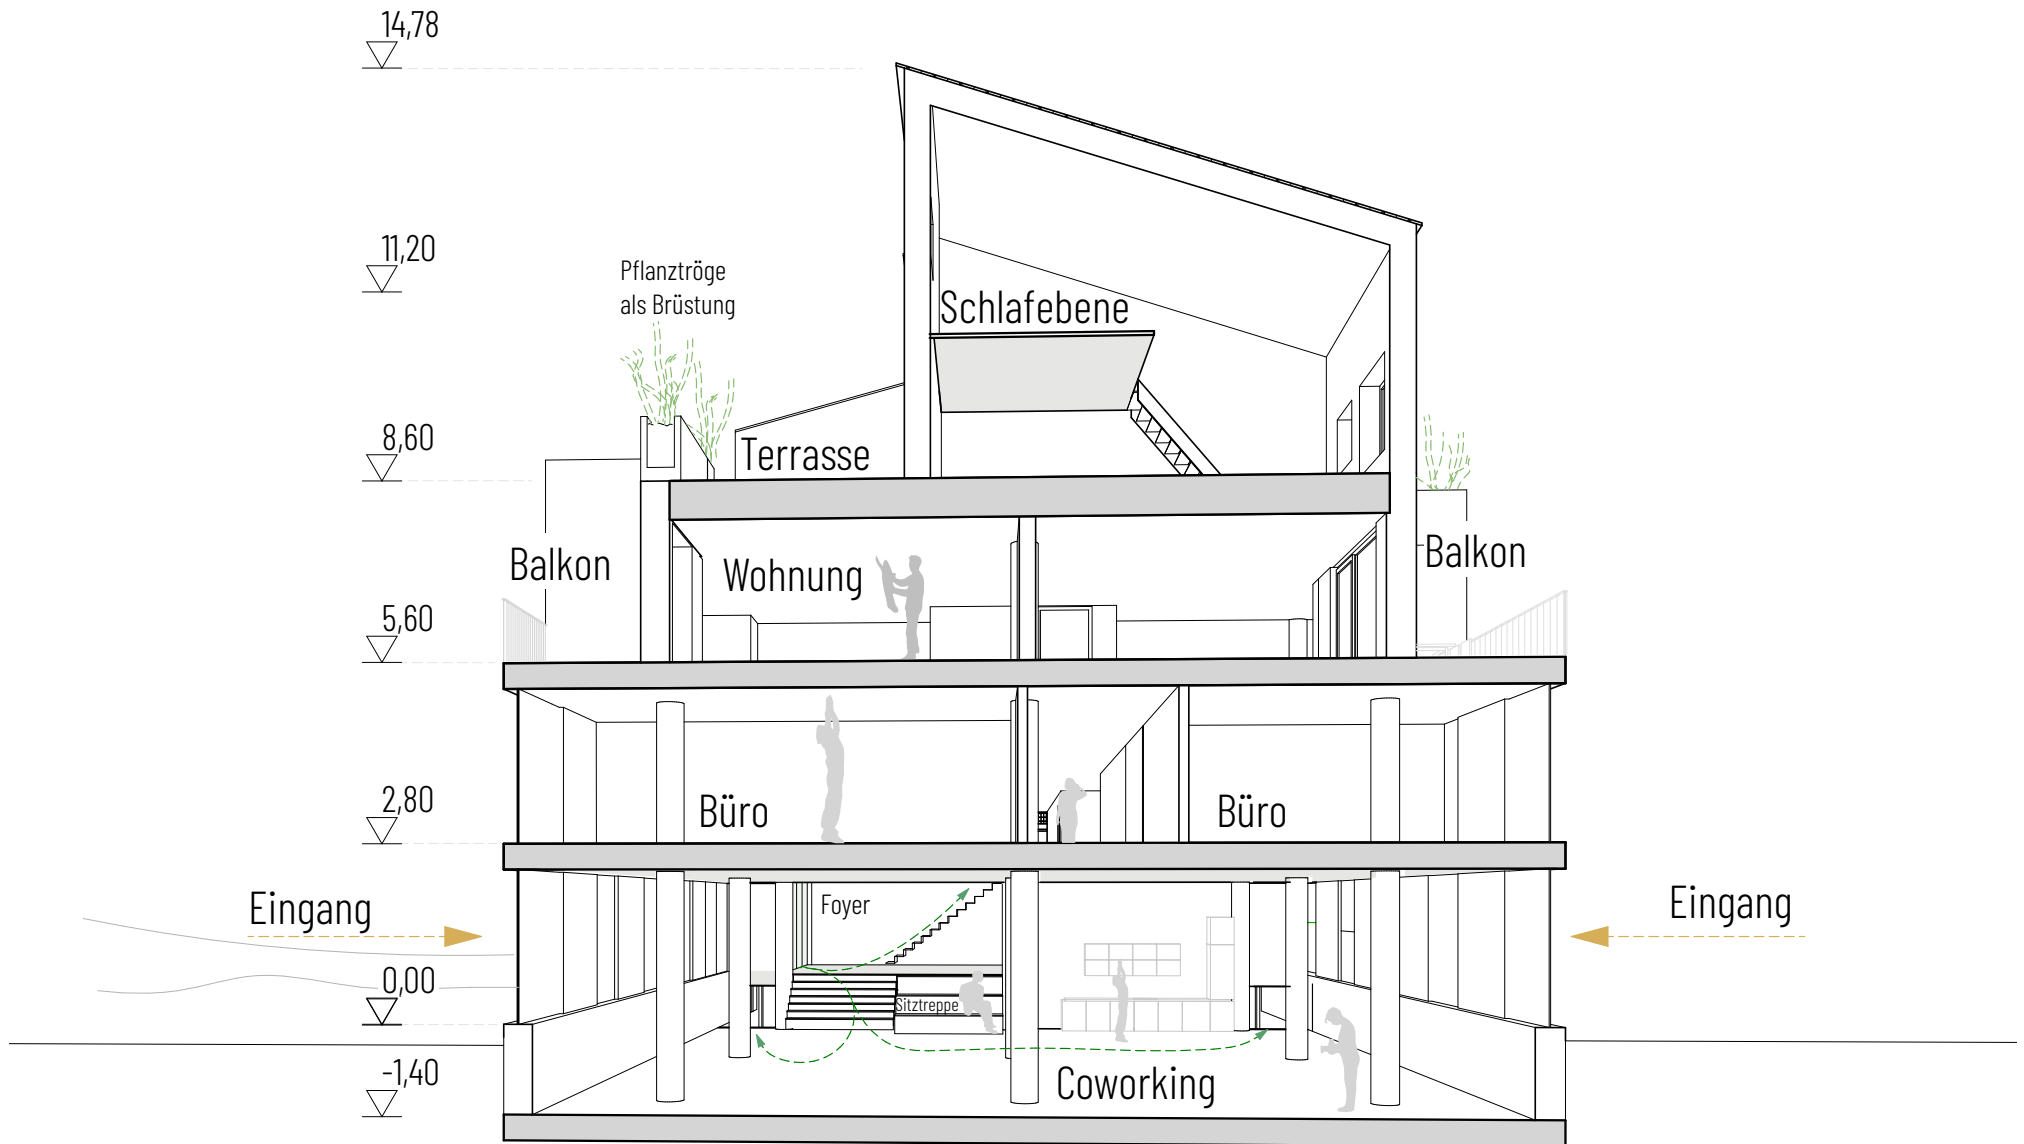 14,78
11,20
Pflanztröge
als Brüstung
Schlafebene
8,60
Terrasse
Balkon
Wohnung
Balkon
5,60
2,80
Büro
Büro
Eingang
Foyer
Eingang
0,00
Sitztreppe
-1,40
Coworking